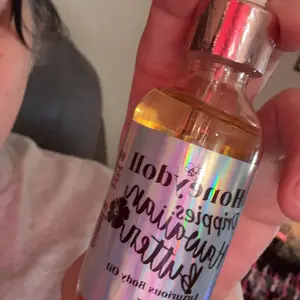 Honeydoll
Drippies
Hawaiian
Butter
Luxurious Body Oil